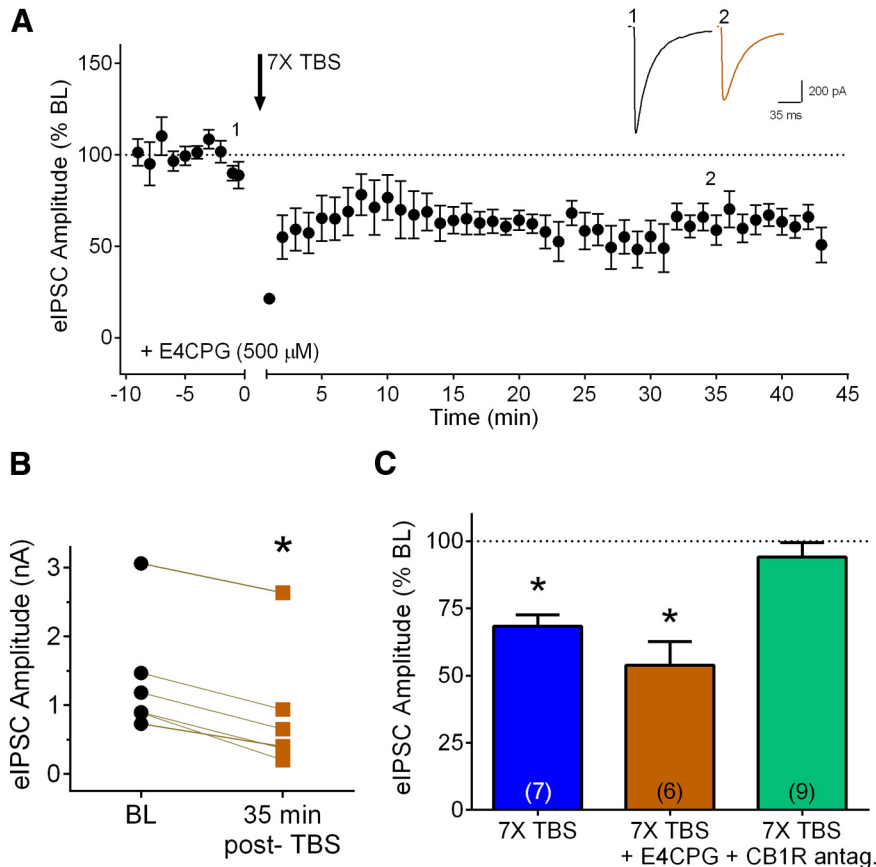 A
eIPSC Amplitude (% BL)
150
100
50
0
1
7X TBS
1
2
200 pA
35 ms
2
+ E4CPG (500 μM)
-10
-5
0
5
10
15
20
25
30
35
40
45
Time (min)
B
eIPSC Amplitude (nA)
3
2
1
0
*
BL
35 min
post- TBS
C
eIPSC Amplitude (% BL)
100
75
50
25
0
*
*
(7)
(6)
(9)
7X TBS
7X TBS
+ E4CPG
7X TBS
+ CB1R antag.